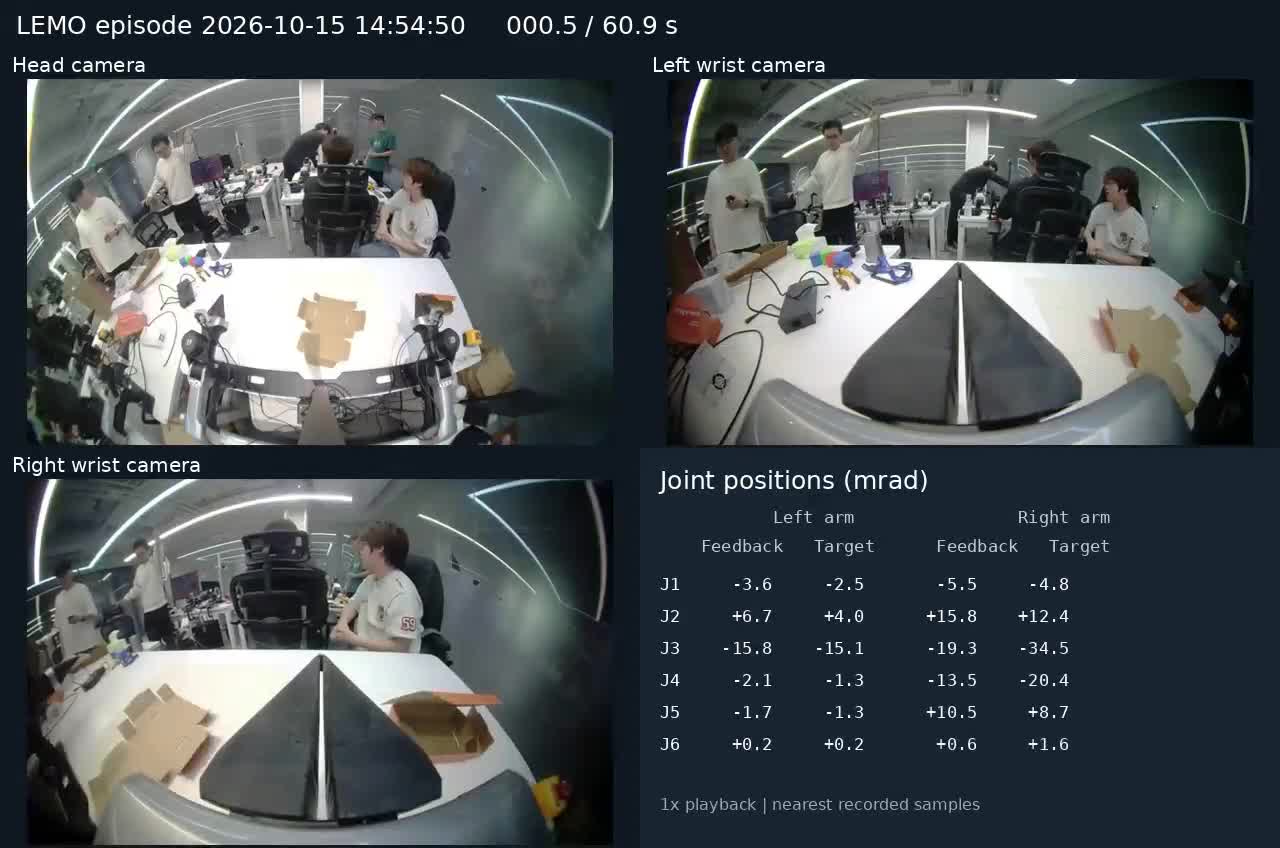 LEMO episode 2026-10-15 14:54:50 000.5 / 60.9 s
Head camera
Left wrist camera
Right wrist camera
59
Joint positions (mrad)
Left arm Right arm
Feedback Target Feedback Target
J1 -3.6 -2.5 -5.5 -4.8
J2 +6.7 +4.0 +15.8 +12.4
J3 -15.8 -15.1 -19.3 -34.5
J4 -2.1 -1.3 -13.5 -20.4
J5 -1.7 -1.3 +10.5 +8.7
J6 +0.2 +0.2 +0.6 +1.6
1x playback | nearest recorded samples